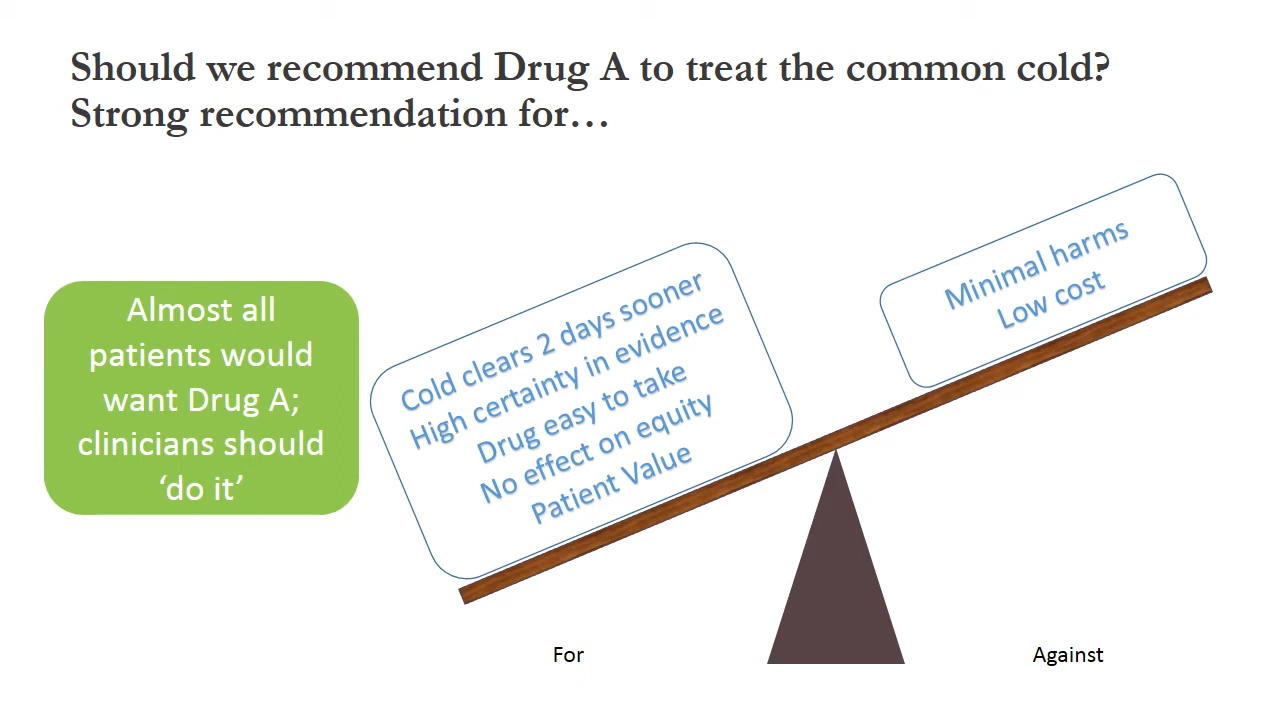 Should we recommend Drug A to treat the common cold?
Strong recommendation for…
Almost all
patients would
want Drug A;
clinicians should
‘do it’
Cold clears 2 days sooner
High certainty in evidence
Drug easy to take
No effect on equity
Patient Value
Minimal harms
Low cost
For
Against